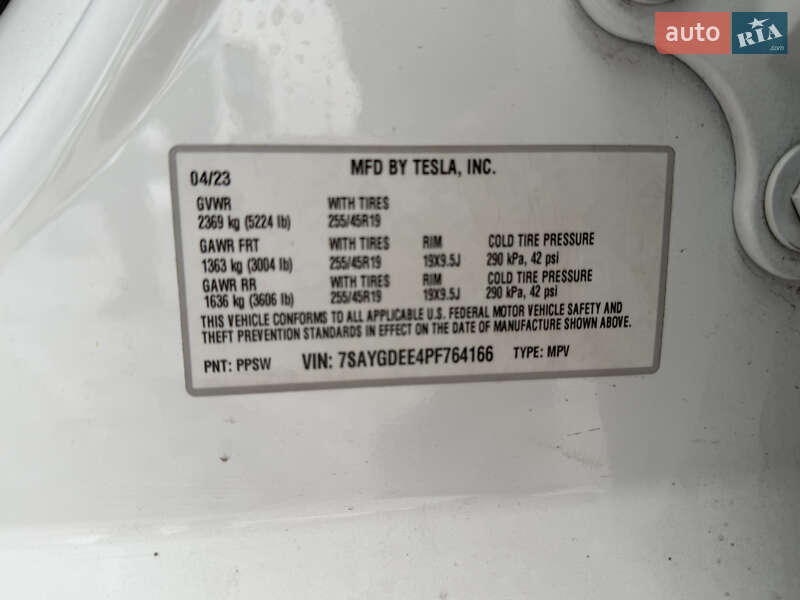 auto RIA .com
04/23 MFD BY TESLA, INC.
GVWR WITH TIRES
2369 kg (5224 lb) 255/45R19
GAWR FRT WITH TIRES RIM COLD TIRE PRESSURE
1363 kg (3004 lb) 255/45R19 19X9.5J 290 kPa, 42 psi
GAWR RR WITH TIRES RIM COLD TIRE PRESSURE
1636 kg (3606 lb) 255/45R19 19X9.5J 290 kPa, 42 psi
THIS VEHICLE CONFORMS TO ALL APPLICABLE U.S. FEDERAL MOTOR VEHICLE SAFETY AND
THEFT PREVENTION STANDARDS IN EFFECT ON THE DATE OF MANUFACTURE SHOWN ABOVE.
PNT: PPSW VIN: 7SAYGDEE4PF764166 TYPE: MPV